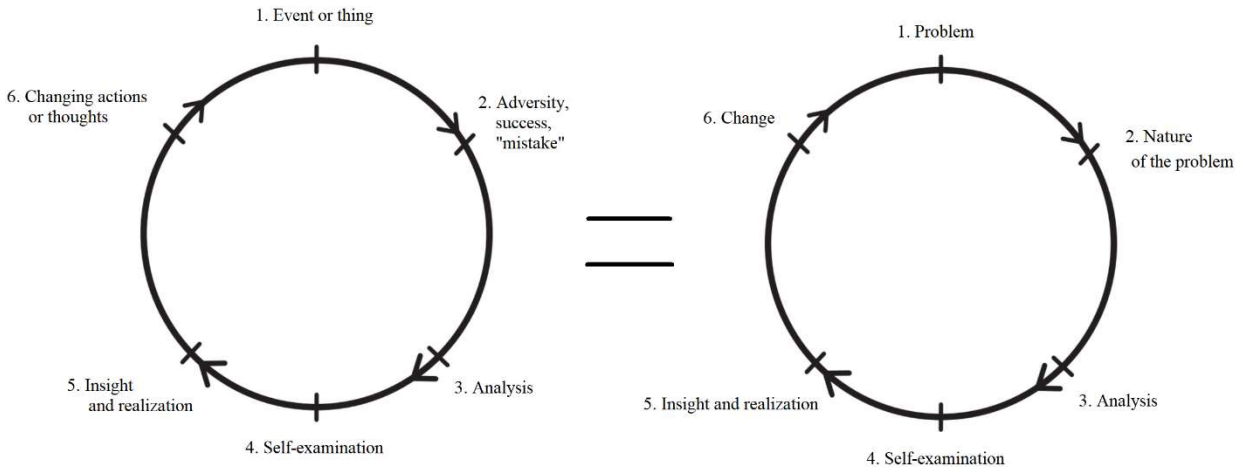 1. Event or thing
2. Adversity,
success,
"mistake"
3. Analysis
4. Self-examination
5. Insight
and realization
6. Changing actions
or thoughts
1. Problem
2. Nature
of the problem
3. Analysis
4. Self-examination
5. Insight and realization
6. Change